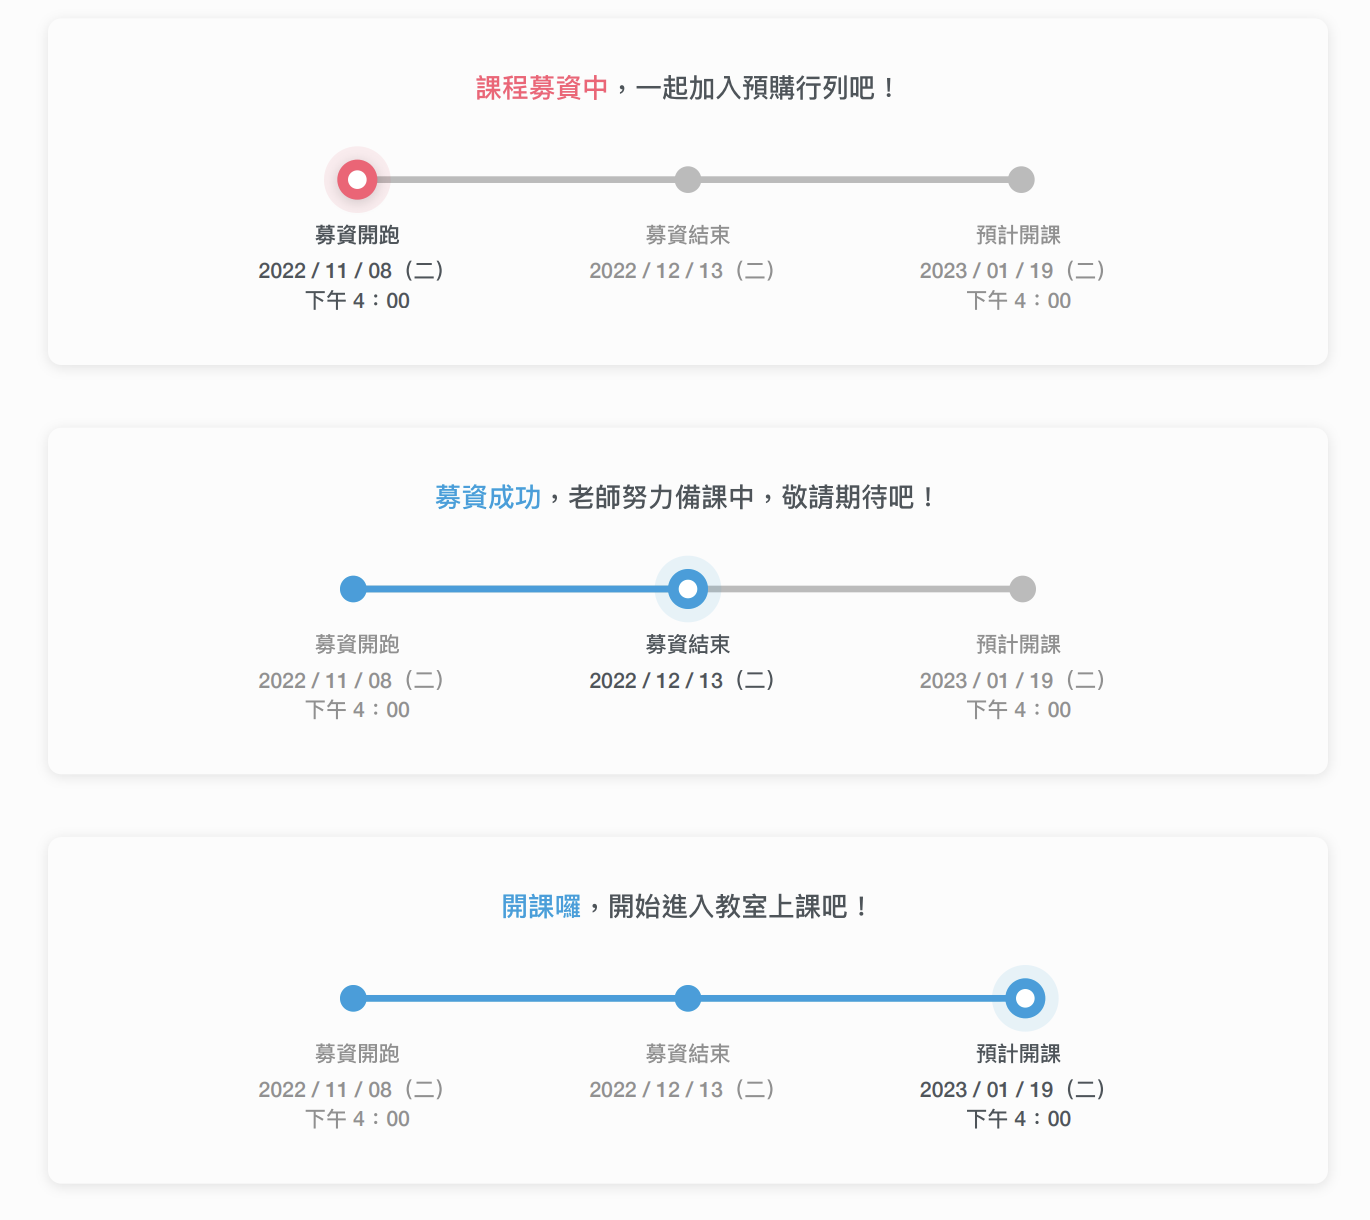 課程募資中，一起加入預購行列吧！
募資開跑
2022 / 11 / 08（二）
下午 4：00
募資結束
2022 / 12 / 13（二）
預計開課
2023 / 01 / 19（二）
下午 4：00
募資成功，老師努力備課中，敬請期待吧！
募資開跑
2022 / 11 / 08（二）
下午 4：00
募資結束
2022 / 12 / 13（二）
預計開課
2023 / 01 / 19（二）
下午 4：00
開課囉，開始進入教室上課吧！
募資開跑
2022 / 11 / 08（二）
下午 4：00
募資結束
2022 / 12 / 13（二）
預計開課
2023 / 01 / 19（二）
下午 4：00